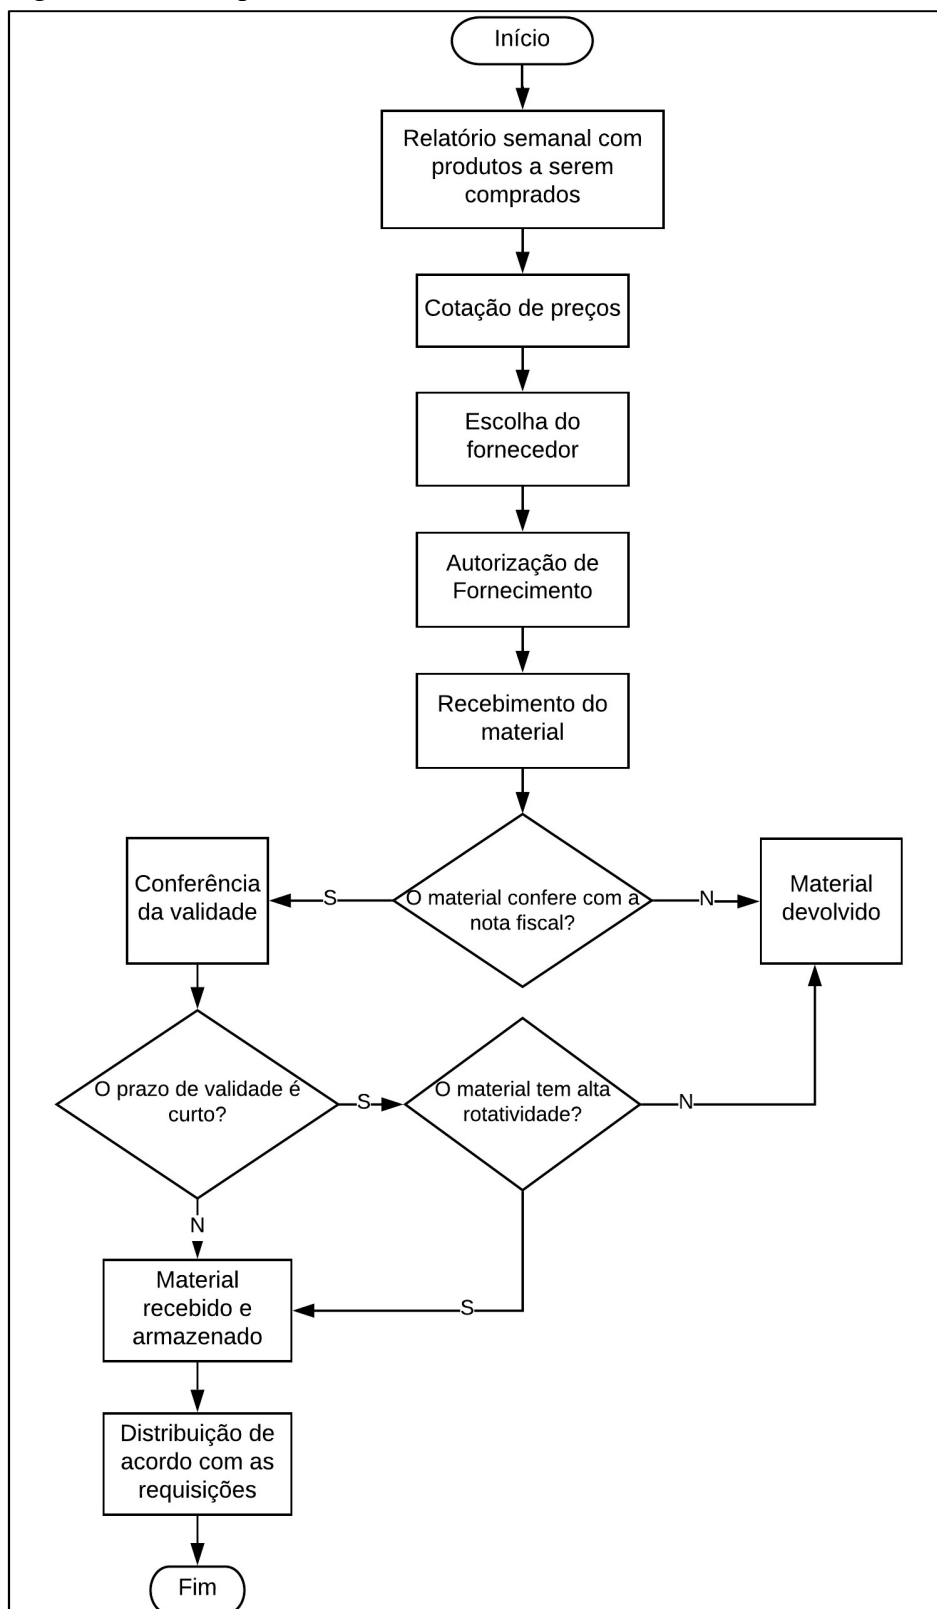 Início
Relatório semanal com
produtos a serem
comprados
Cotação de preços
Escolha do
fornecedor
Autorização de
Fornecimento
Recebimento do
material
O material confere com a
nota fiscal?
S
N
Conferência
da validade
Material
devolvido
O prazo de validade é
curto?
S
O material tem alta
rotatividade?
N
N
S
Material
recebido e
armazenado
Distribuição de
acordo com as
requisições
Fim